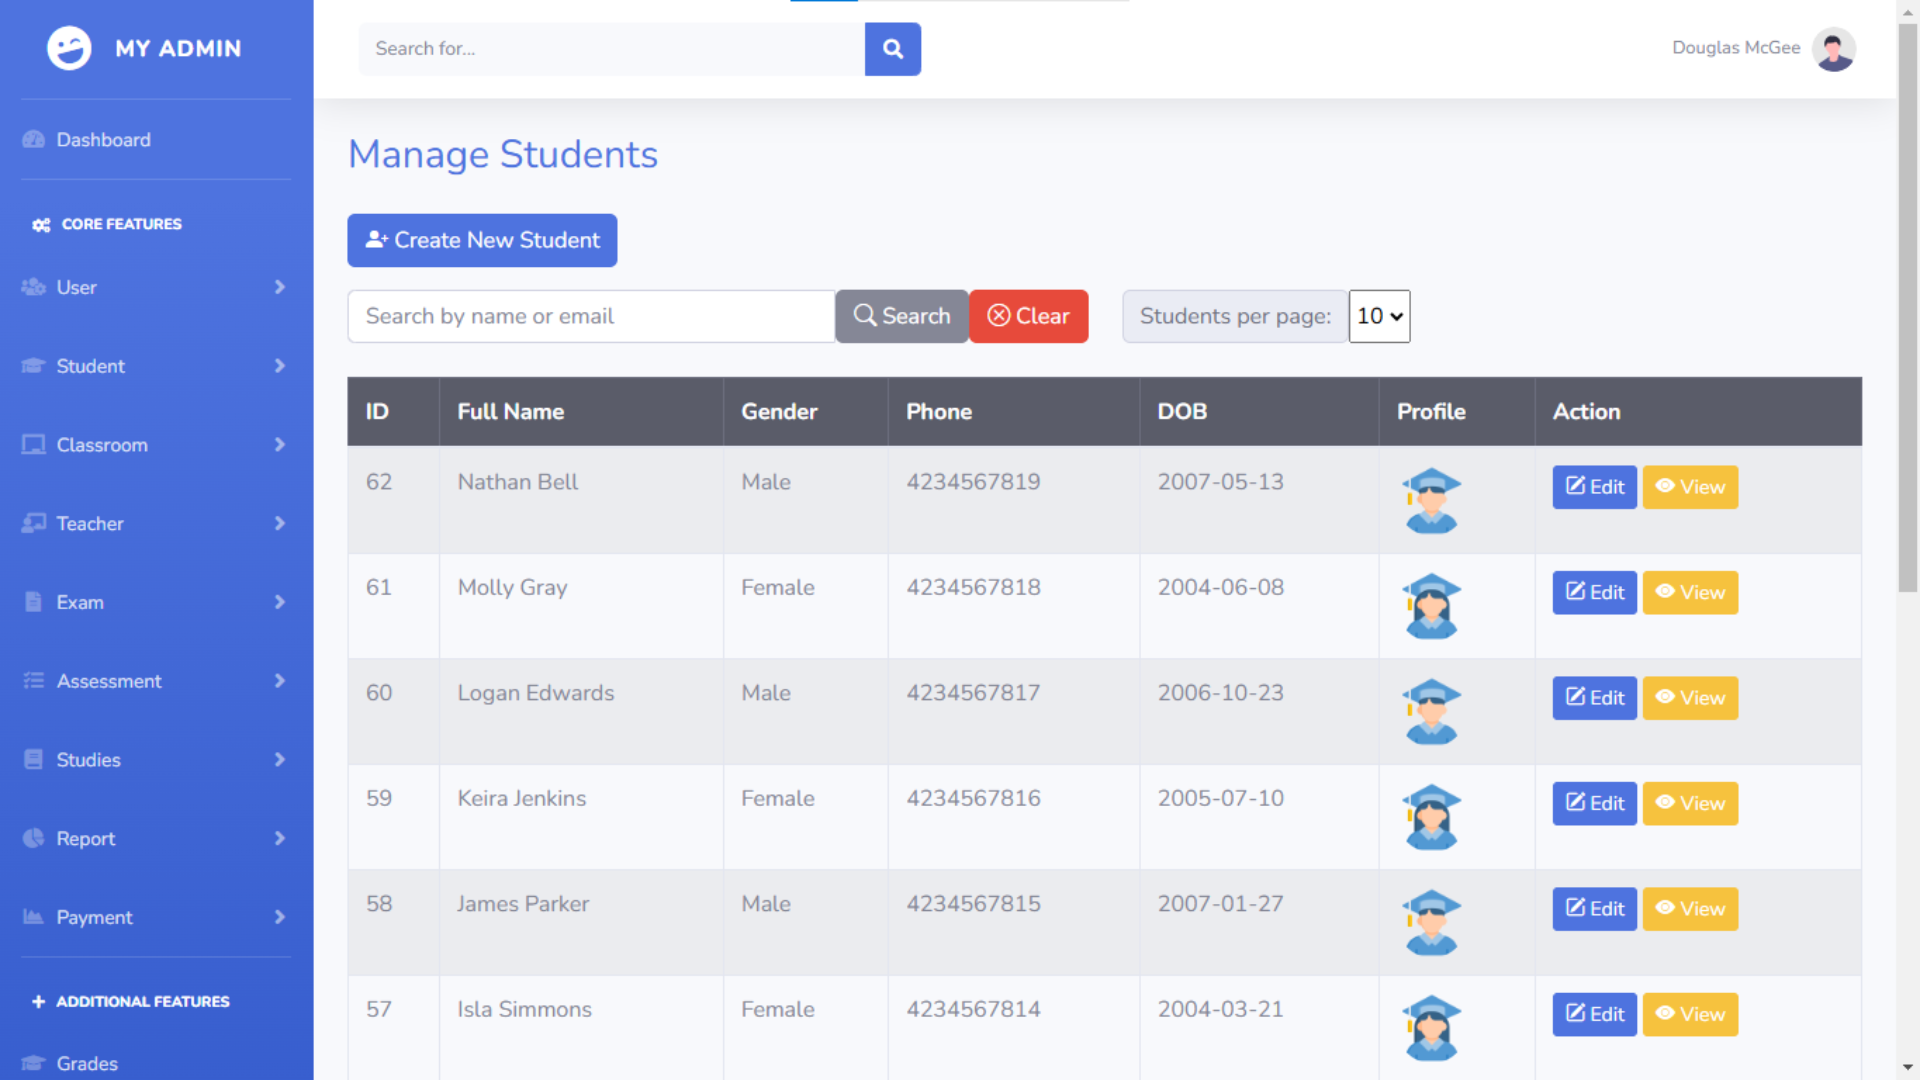 MY ADMIN
Search for...
Douglas McGee
Dashboard
CORE FEATURES
User
Student
Classroom
Teacher
Exam
Assessment
Studies
Report
Payment
ADDITIONAL FEATURES
Grades
Manage Students
Create New Student
Search by name or email Search Clear Students per page: 10
ID Full Name Gender Phone DOB Profile Action
62 Nathan Bell Male 4234567819 2007-05-13 Edit View
61 Molly Gray Female 4234567818 2004-06-08 Edit View
60 Logan Edwards Male 4234567817 2006-10-23 Edit View
59 Keira Jenkins Female 4234567816 2005-07-10 Edit View
58 James Parker Male 4234567815 2007-01-27 Edit View
57 Isla Simmons Female 4234567814 2004-03-21 Edit View